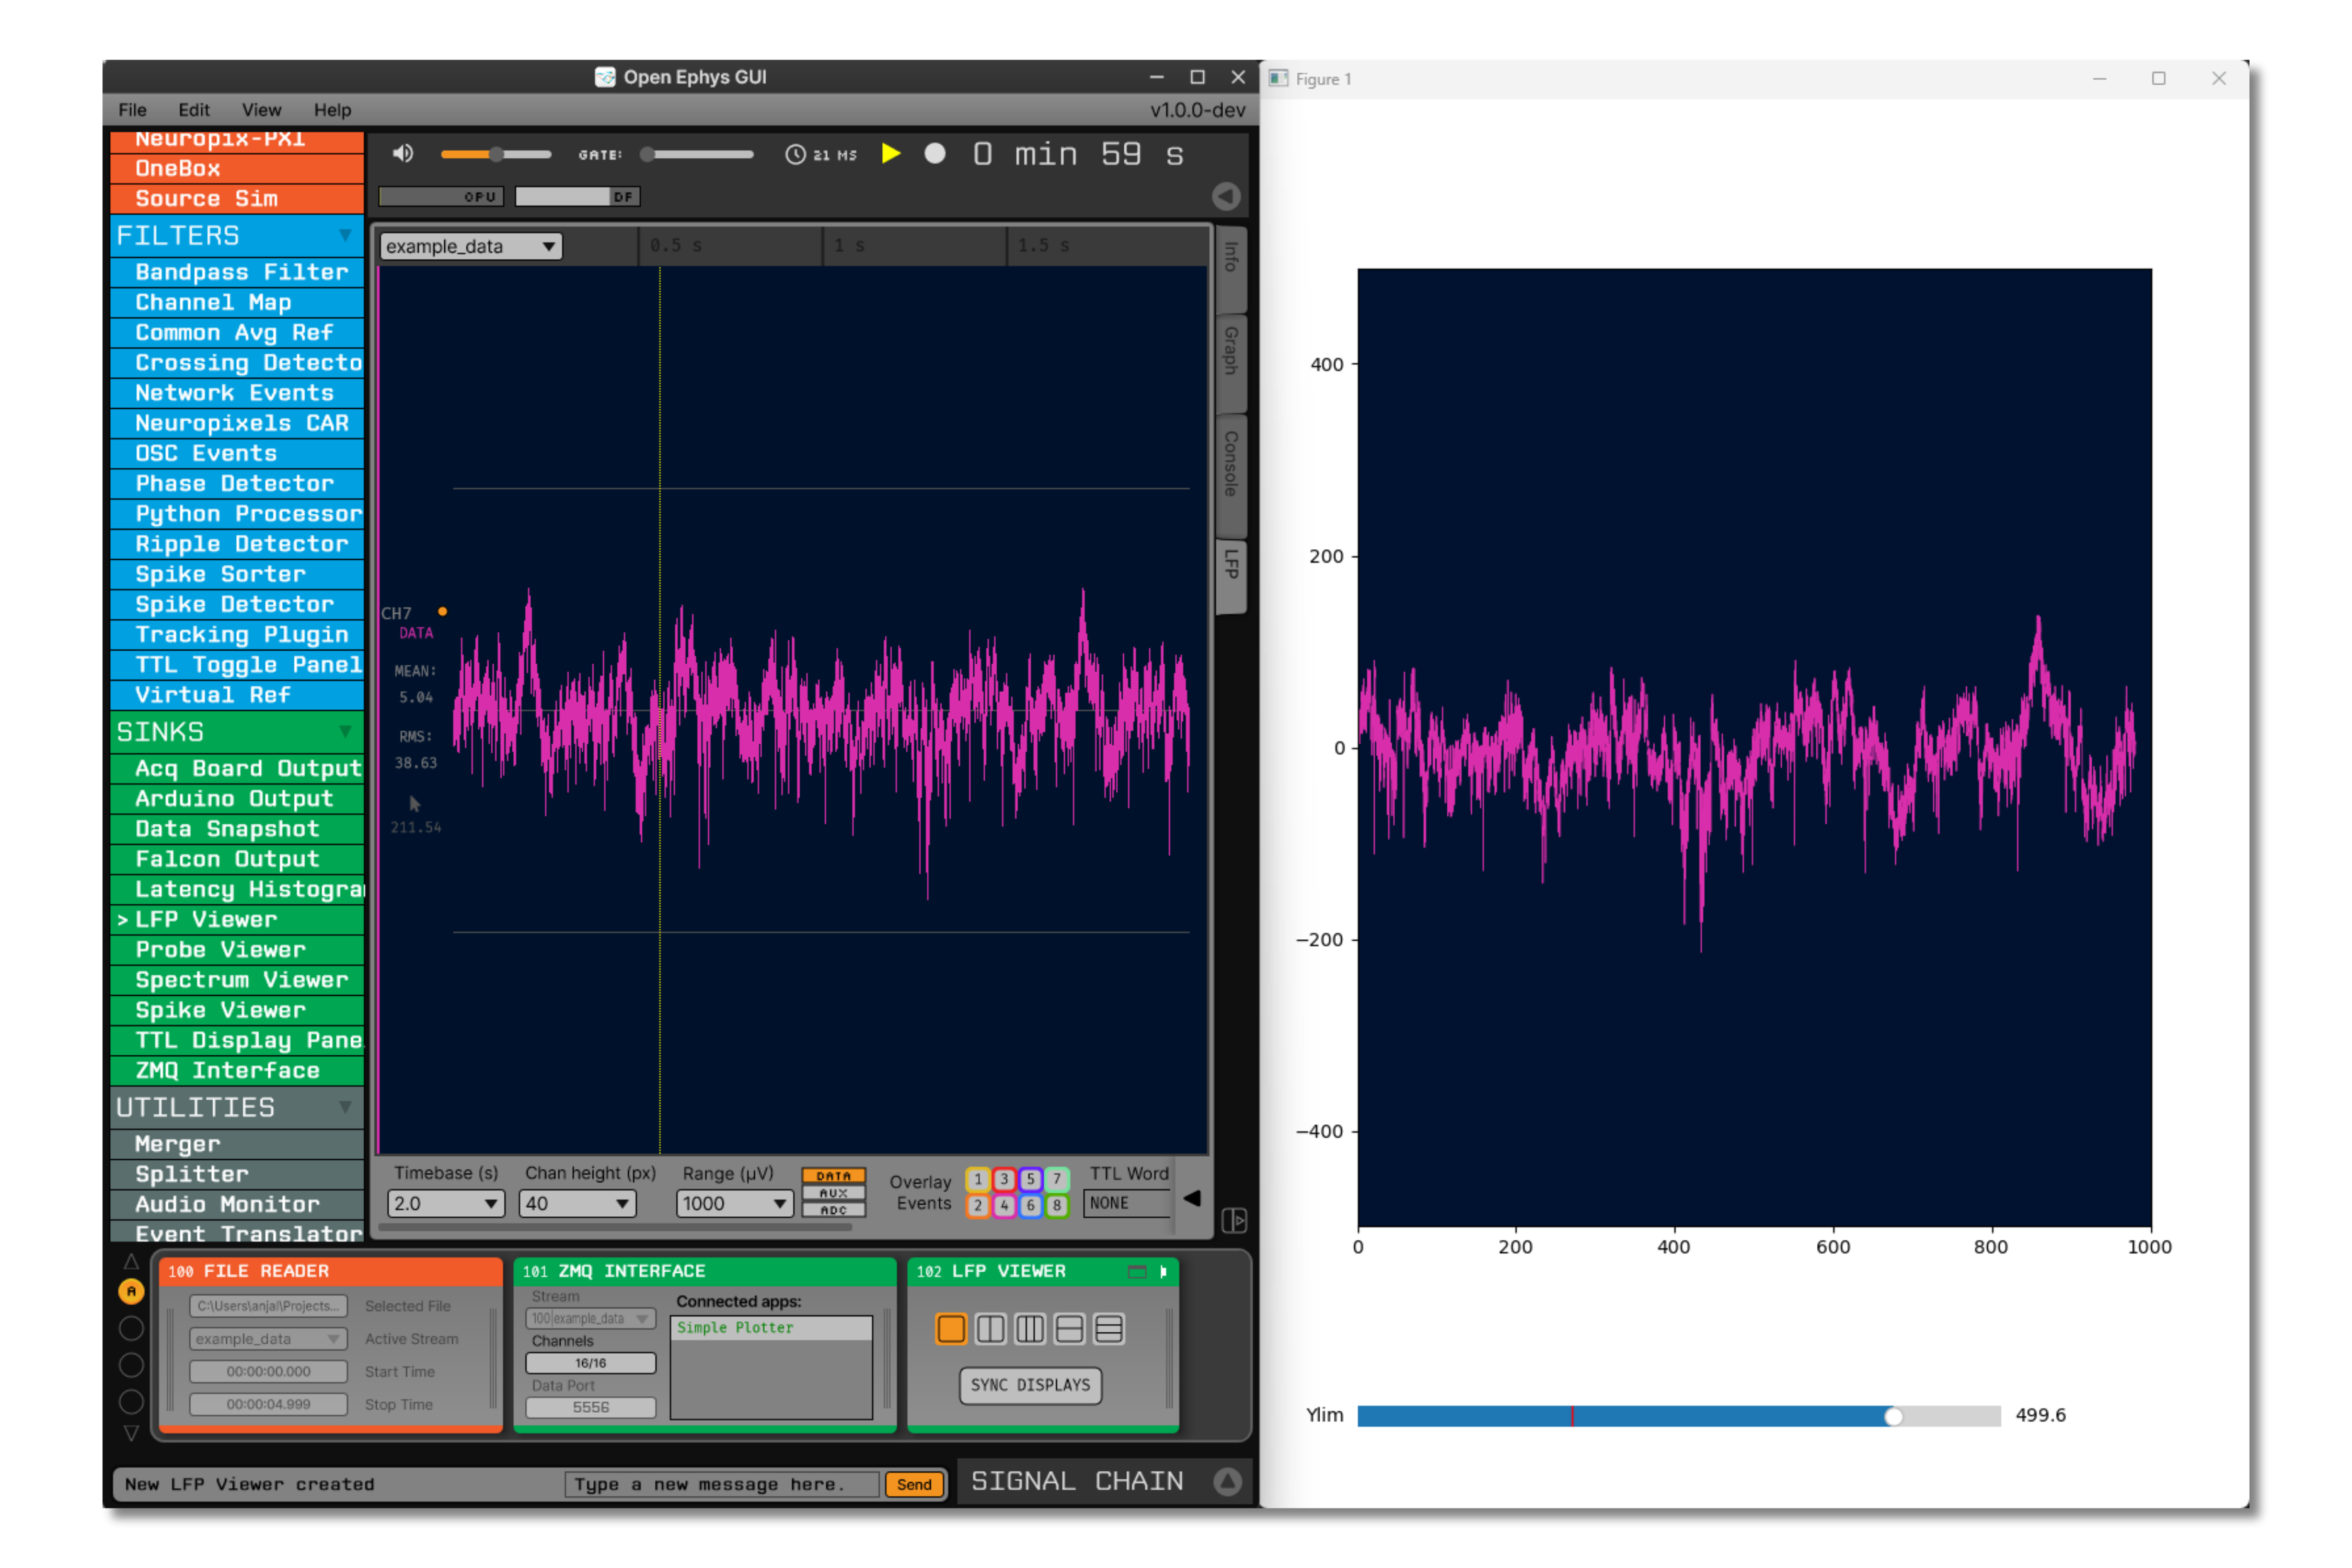 Open Ephys GUI
File Edit View Help v1.0.0-dev
Neuropix-PXI
OneBox
Source Sim
FILTERS
Bandpass Filter
Channel Map
Common Avg Ref
Crossing Detecto
Network Events
Neuropixels CAR
OSC Events
Phase Detector
Python Processor
Ripple Detector
Spike Sorter
Spike Detector
Tracking Plugin
TTL Toggle Panel
Virtual Ref
SINKS
Acq Board Output
Arduino Output
Data Snapshot
Falcon Output
Latency Histogra
> LFP Viewer
Probe Viewer
Spectrum Viewer
Spike Viewer
TTL Display Pane
ZMQ Interface
UTILITIES
Merger
Splitter
Audio Monitor
Event Translator
GATE: 21 MS 0 min 59 s
CPU DF
example_data 0.5 s 1 s 1.5 s
Info
Graph
Console
LFP
CH7
DATA
MEAN:
5.04
RMS:
38.63
211.54
Timebase (s) Chan height (px) Range (µV)
2.0 40 1000
DATA
AUX
ADC
Overlay
Events
1 3 5 7
2 4 6 8
TTL Word
NONE
A
100 FILE READER
C:\Users\anjal\Projects... Selected File
example_data Active Stream
00:00:00.000 Start Time
00:00:04.999 Stop Time
101 ZMQ INTERFACE
Stream
100|example_data
Channels
16/16
Data Port
5556
Connected apps:
Simple Plotter
102 LFP VIEWER
SYNC DISPLAYS
New LFP Viewer created
Type a new message here.
Send
SIGNAL CHAIN
Figure 1
400
200
0
−200
−400
0 200 400 600 800 1000
Ylim 499.6